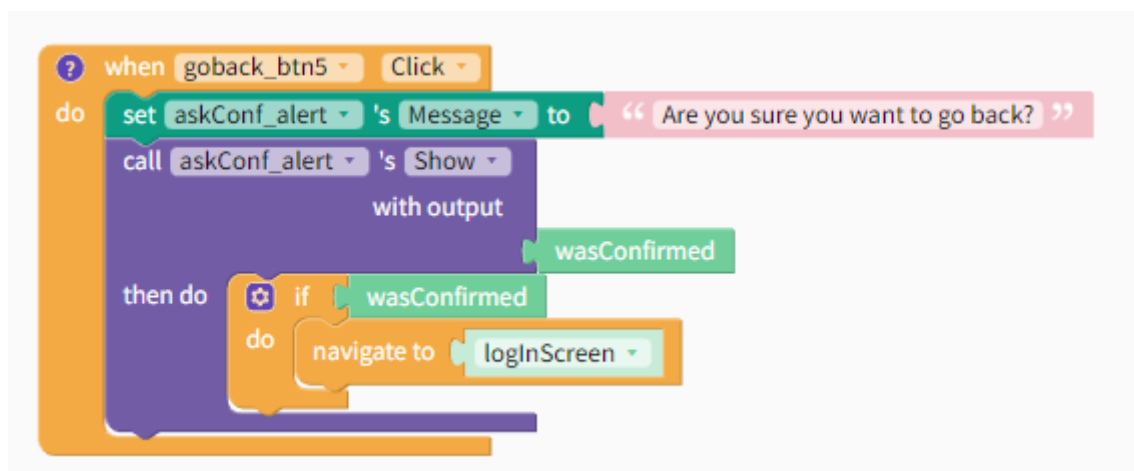 ? when goback_btn5 Click
do set askConf_alert 's Message to “ Are you sure you want to go back? ”
call askConf_alert 's Show
with output
wasConfirmed
then do if wasConfirmed
do navigate to logInScreen